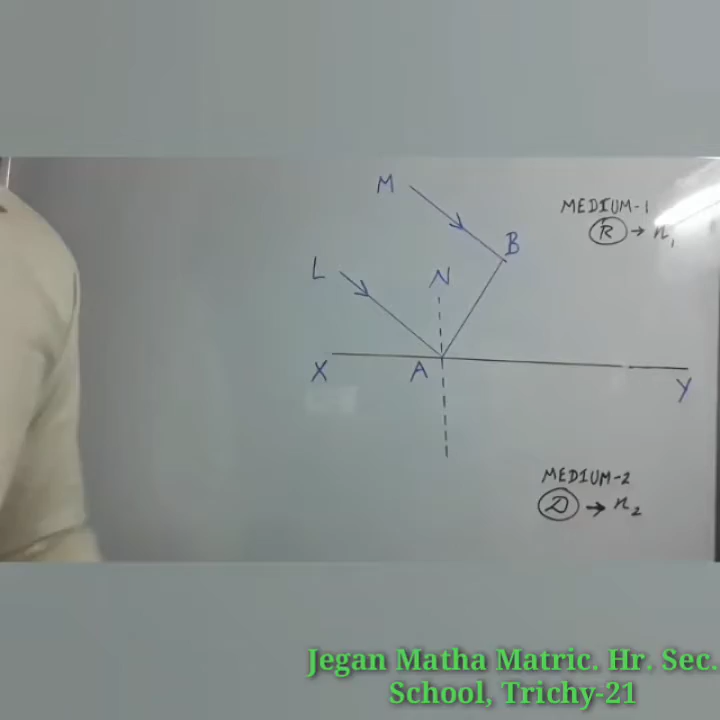 M
MEDIUM-1
R → n₁
B
L
N
X
A
Y
MEDIUM-2
D → n₂
Jegan Matha Matric. Hr. Sec.
School, Trichy-21